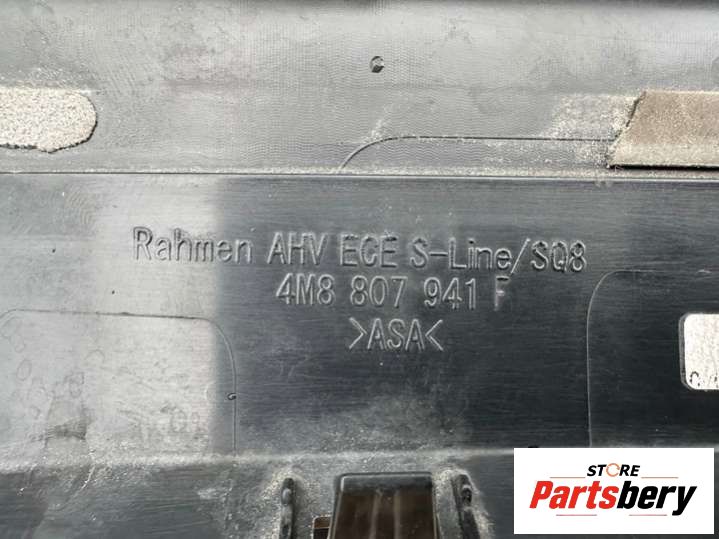 Rahmen AHV ECE S-Line/SQ8
4M8 807 941 F
>ASA<
STORE
Partsbery